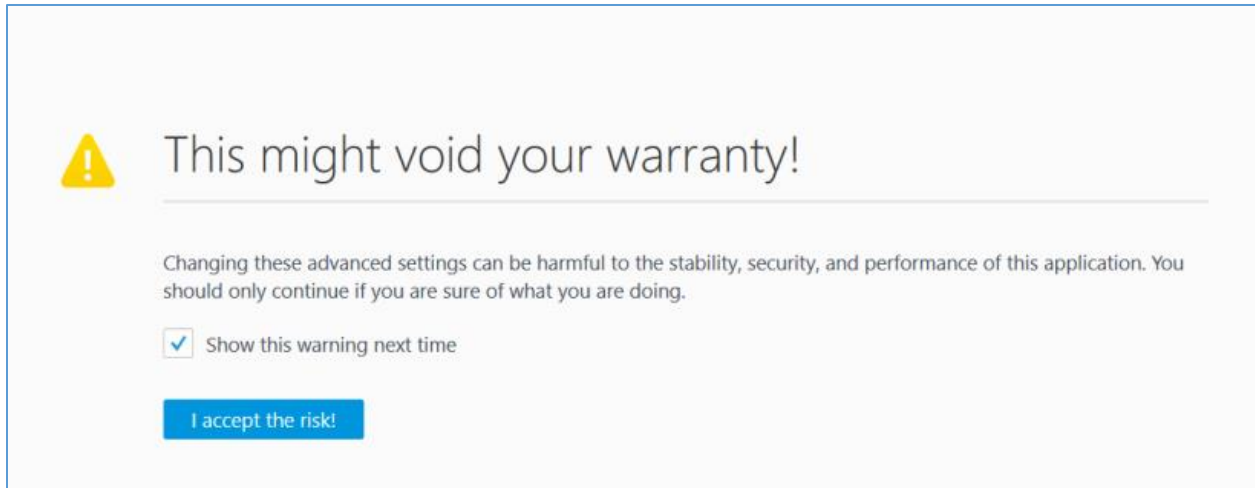 This might void your warranty!
Changing these advanced settings can be harmful to the stability, security, and performance of this application. You
should only continue if you are sure of what you are doing.
Show this warning next time
I accept the risk!